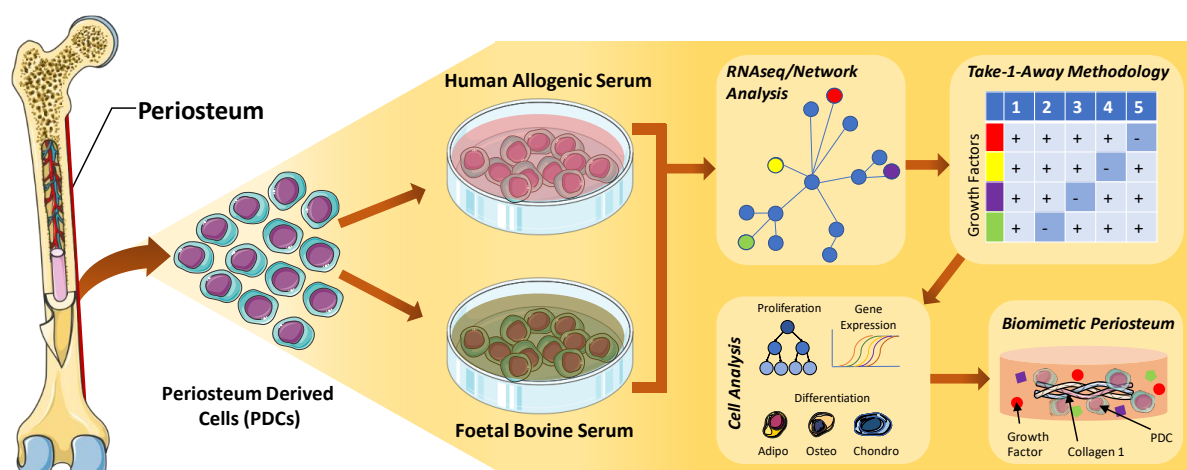 Periosteum
Periosteum Derived
Cells (PDCs)
Human Allogenic Serum
Foetal Bovine Serum
RNAseq/Network
Analysis
Take-1-Away Methodology
Growth Factors
1 2 3 4 5
+ + + + -
+ + + - +
+ + - + +
+ - + + +
Cell Analysis
Proliferation
Gene
Expression
Differentiation
Adipo Osteo Chondro
Biomimetic Periosteum
Growth
Factor
Collagen 1
PDC